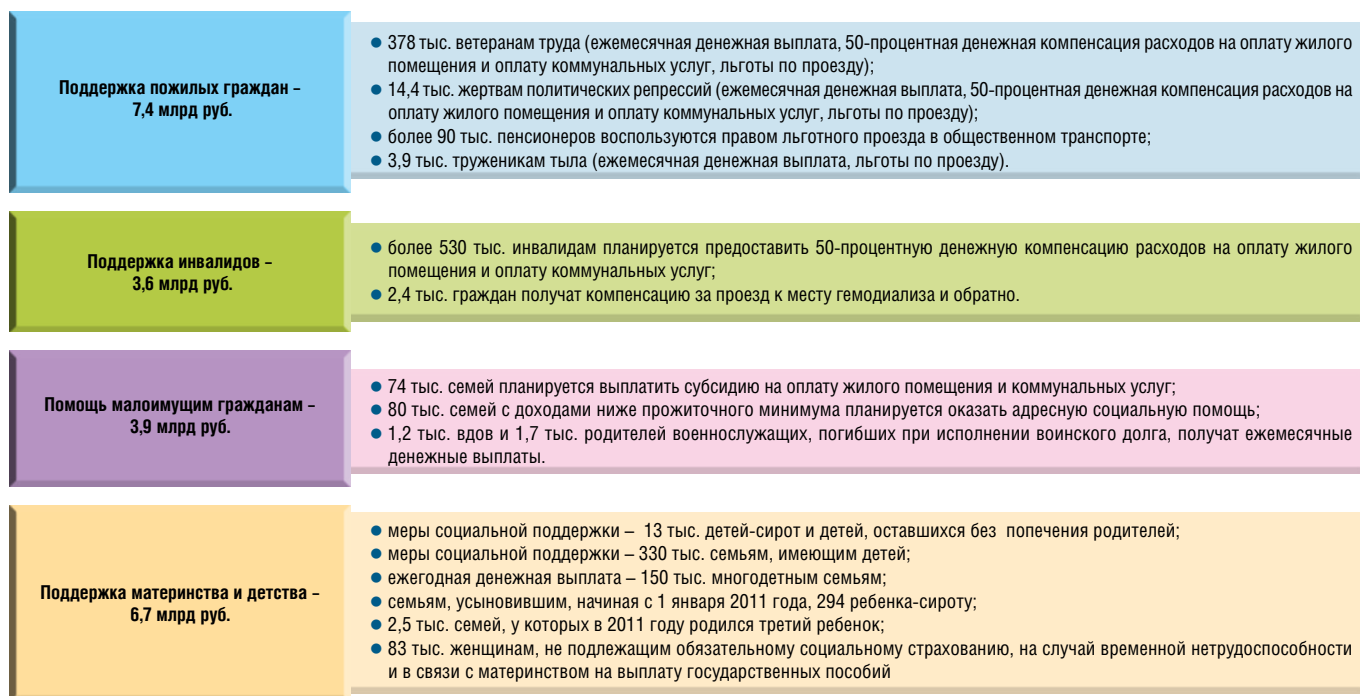 Поддержка пожилых граждан –
7,4 млрд руб.
● 378 тыс. ветеранам труда (ежемесячная денежная выплата, 50-процентная денежная компенсация расходов на оплату жилого
помещения и оплату коммунальных услуг, льготы по проезду);
● 14,4 тыс. жертвам политических репрессий (ежемесячная денежная выплата, 50-процентная денежная компенсация расходов на
оплату жилого помещения и оплату коммунальных услуг, льготы по проезду);
● более 90 тыс. пенсионеров воспользуются правом льготного проезда в общественном транспорте;
● 3,9 тыс. труженикам тыла (ежемесячная денежная выплата, льготы по проезду).
Поддержка инвалидов –
3,6 млрд руб.
● более 530 тыс. инвалидам планируется предоставить 50-процентную денежную компенсацию расходов на оплату жилого
помещения и оплату коммунальных услуг;
● 2,4 тыс. граждан получат компенсацию за проезд к месту гемодиализа и обратно.
Помощь малоимущим гражданам –
3,9 млрд руб.
● 74 тыс. семей планируется выплатить субсидию на оплату жилого помещения и коммунальных услуг;
● 80 тыс. семей с доходами ниже прожиточного минимума планируется оказать адресную социальную помощь;
● 1,2 тыс. вдов и 1,7 тыс. родителей военнослужащих, погибших при исполнении воинского долга, получат ежемесячные
денежные выплаты.
Поддержка материнства и детства –
6,7 млрд руб.
● меры социальной поддержки – 13 тыс. детей-сирот и детей, оставшихся без попечения родителей;
● меры социальной поддержки – 330 тыс. семьям, имеющим детей;
● ежегодная денежная выплата – 150 тыс. многодетным семьям;
● семьям, усыновившим, начиная с 1 января 2011 года, 294 ребенка-сироту;
● 2,5 тыс. семей, у которых в 2011 году родился третий ребенок;
● 83 тыс. женщинам, не подлежащим обязательному социальному страхованию, на случай временной нетрудоспособности
и в связи с материнством на выплату государственных пособий